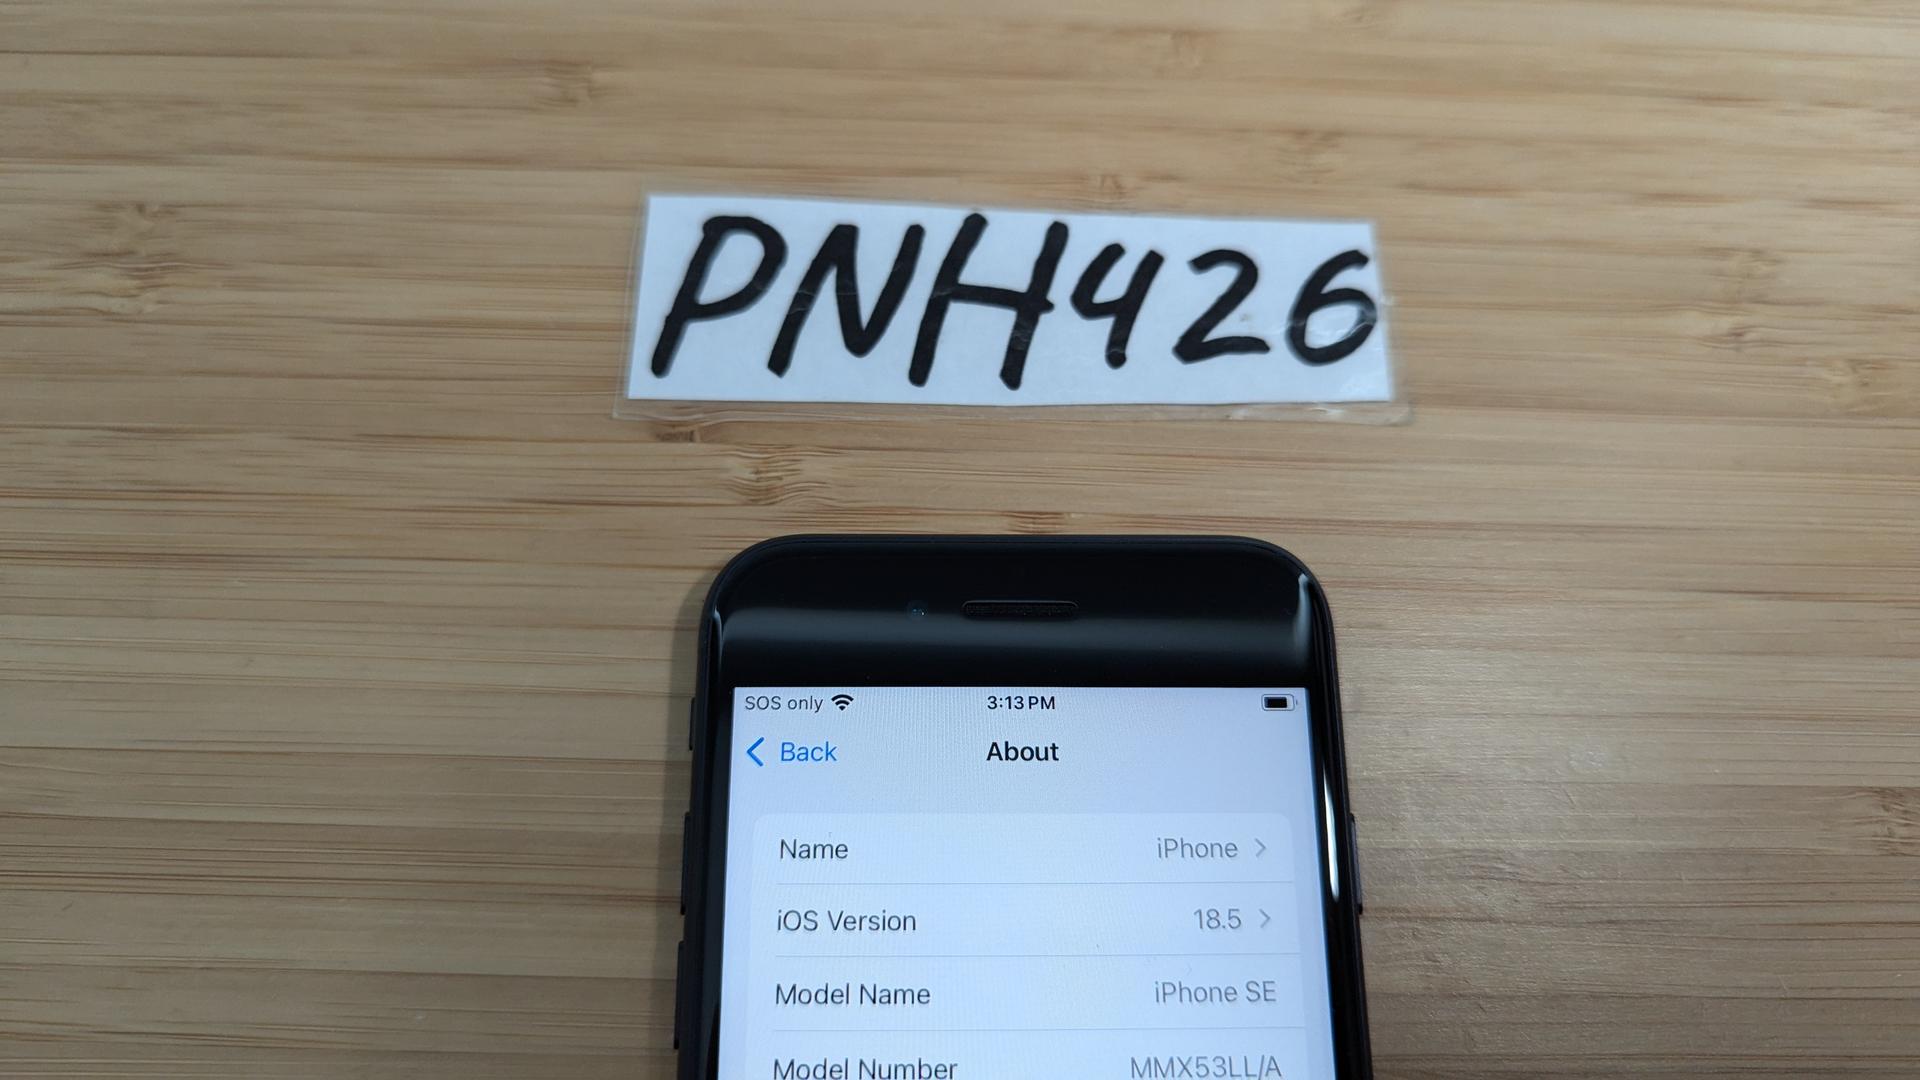 PNH426
SOS only 3:13 PM
Back About
Name iPhone
iOS Version 18.5
Model Name iPhone SE
Model Number MMX53LL/A